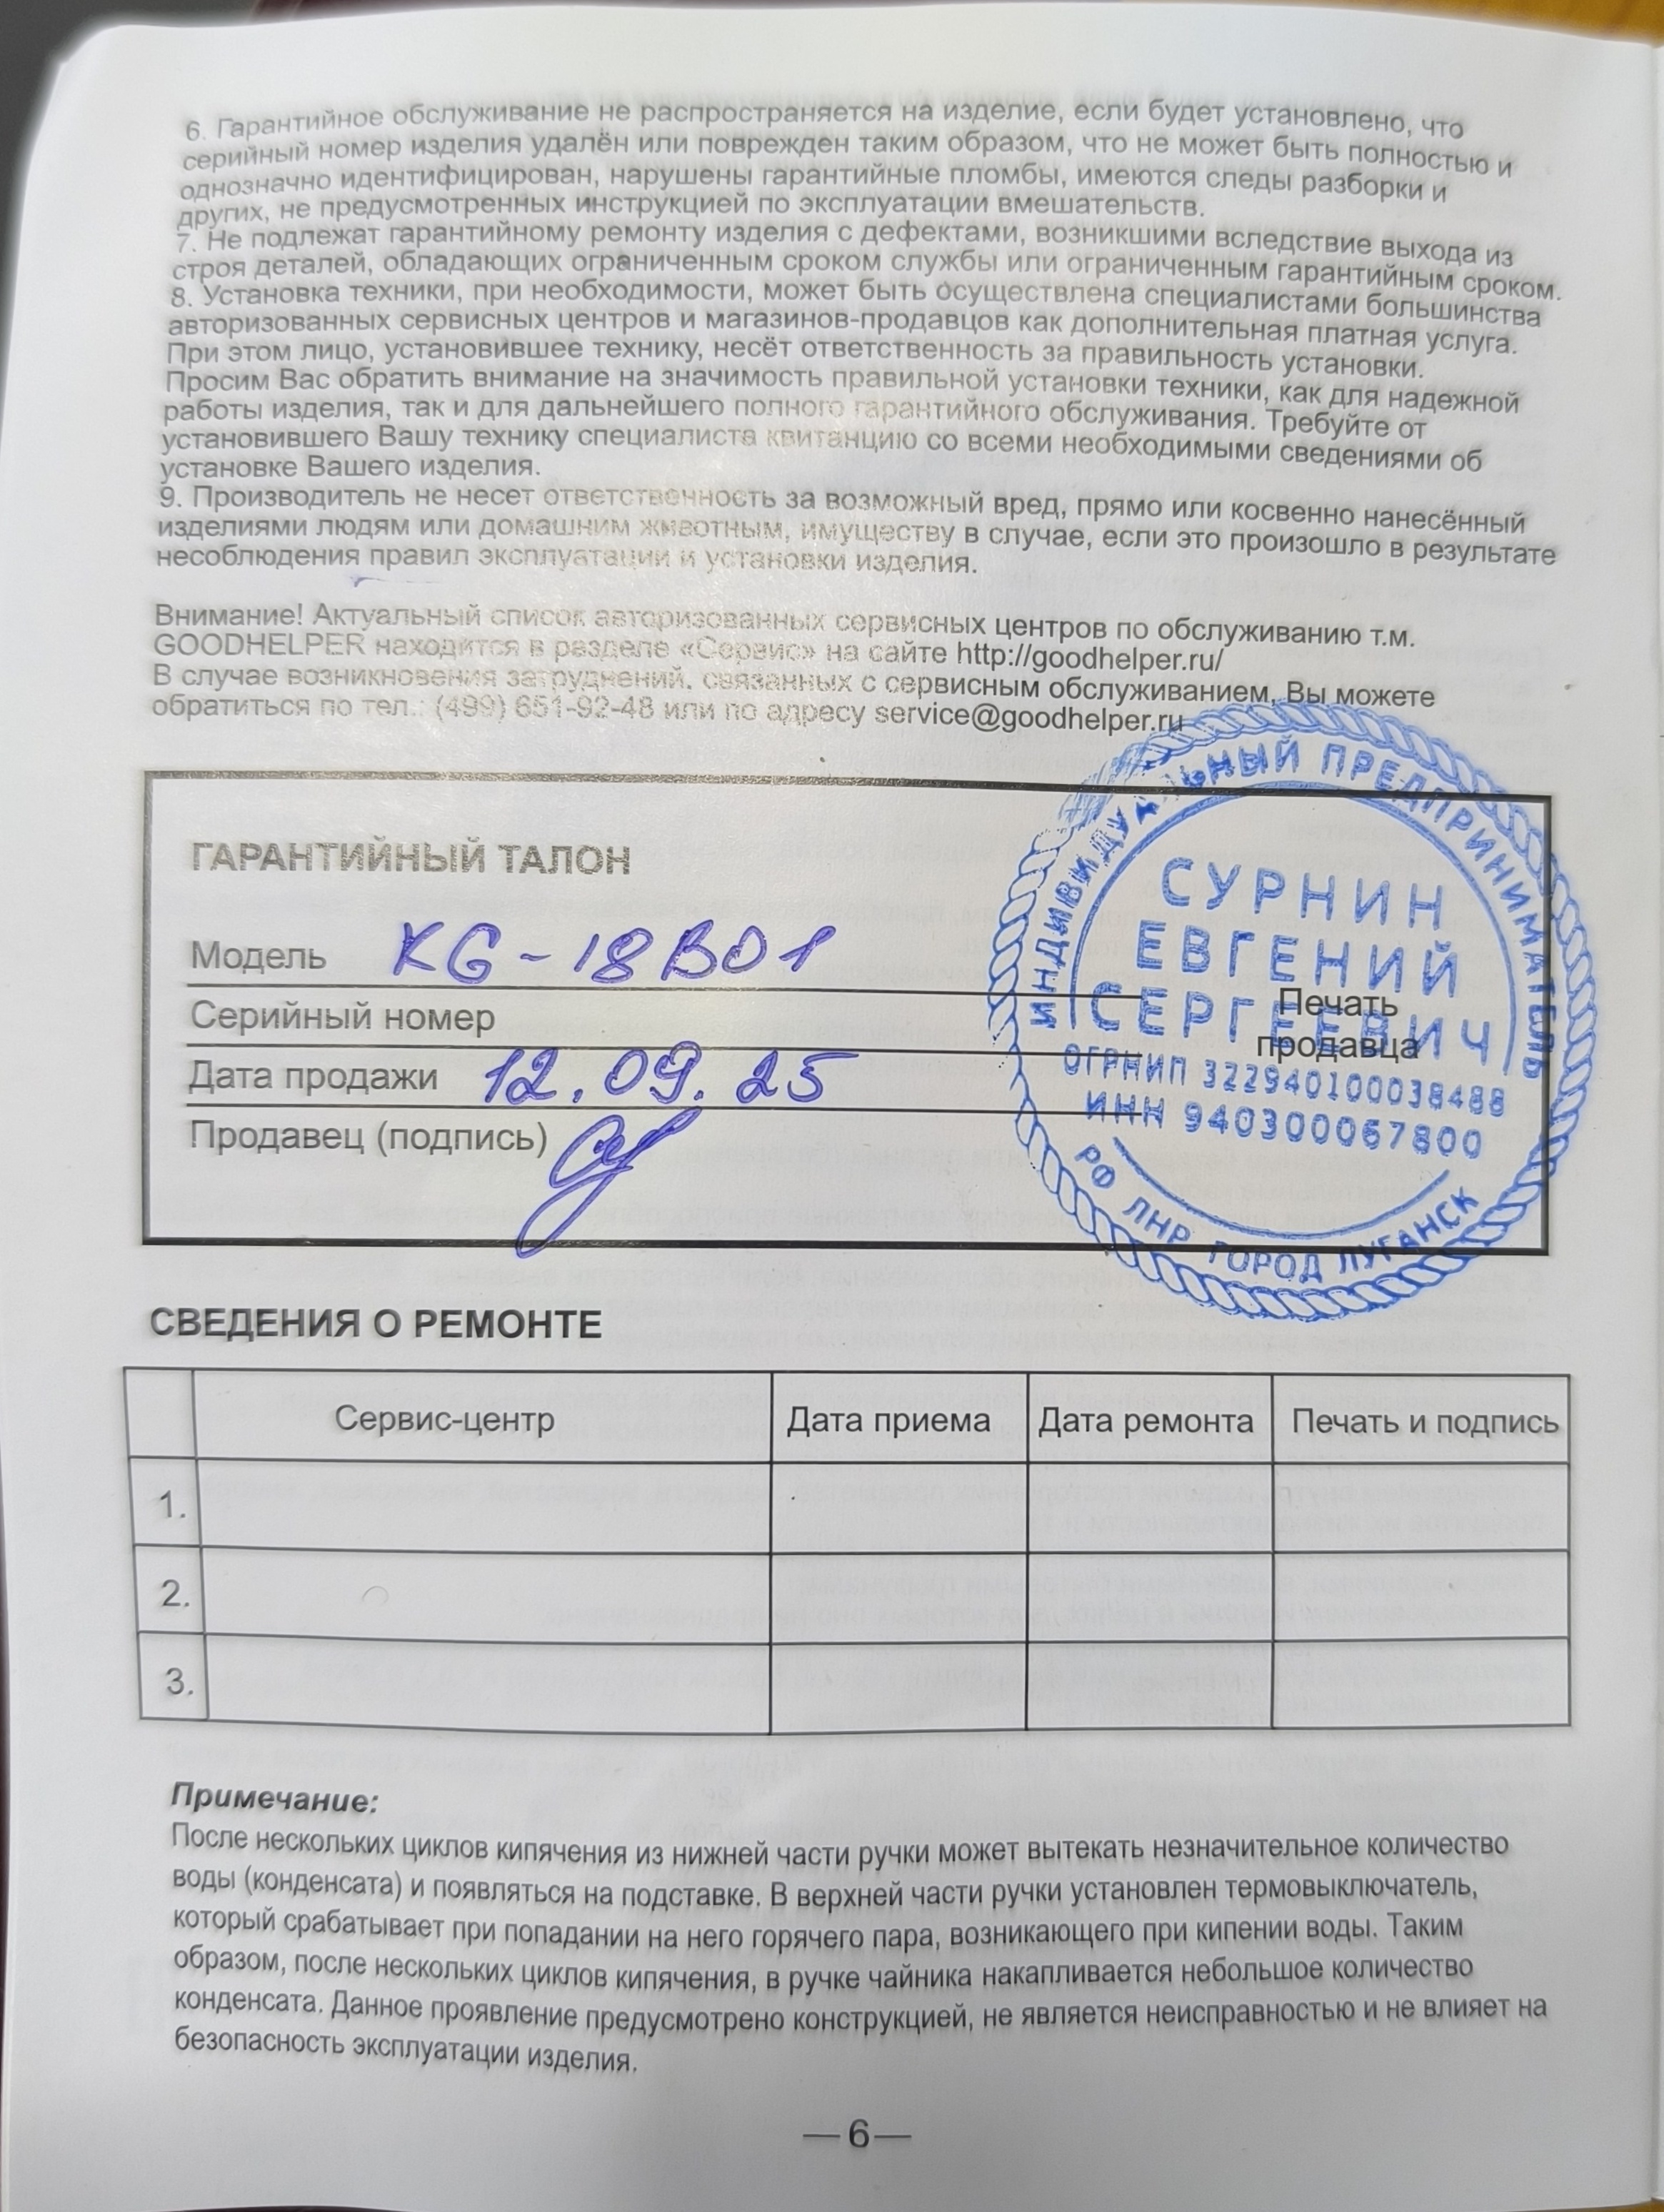 6. Гарантийное обслуживание не распространяется на изделие, если будет установлено, что
серийный номер изделия удалён или поврежден таким образом, что не может быть полностью и
однозначно идентифицирован, нарушены гарантийные пломбы, имеются следы разборки и
других, не предусмотренных инструкцией по эксплуатации вмешательств.
7. Не подлежат гарантийному ремонту изделия с дефектами, возникшими вследствие выхода из
строя деталей, обладающих ограниченным сроком службы или ограниченным гарантийным сроком.
8. Установка техники, при необходимости, может быть осуществлена специалистами большинства
авторизованных сервисных центров и магазинов-продавцов как дополнительная платная услуга.
При этом лицо, установившее технику, несёт ответственность за правильность установки.
Просим Вас обратить внимание на значимость правильной установки техники, как для надежной
работы изделия, так и для дальнейшего полного гарантийного обслуживания. Требуйте от
установившего Вашу технику специалиста квитанцию со всеми необходимыми сведениями об
установке Вашего изделия.
9. Производитель не несет ответственность за возможный вред, прямо или косвенно нанесённый
изделиями людям или домашним животным, имуществу в случае, если это произошло в результате
несоблюдения правил эксплуатации и установки изделия.
Внимание! Актуальный список авторизованных сервисных центров по обслуживанию т.м.
GOODHELPER находится в разделе «Сервис» на сайте http://goodhelper.ru/
В случае возникновения затруднений, связанных с сервисным обслуживанием, Вы можете
обратиться по тел.: (499) 651-92-48 или по адресу service@goodhelper.ru
ГАРАНТИЙНЫЙ ТАЛОН
Модель KG-18B01
Серийный номер
Дата продажи 12.09.25
Продавец (подпись)
Печать
продавца
ИНДИВИДУАЛЬНЫЙ ПРЕДПРИНИМАТЕЛЬ
СУРНИН
ЕВГЕНИЙ
СЕРГЕЕВИЧ
ОГРНИП 322940100038488
ИНН 940300067800
РФ ЛНР ГОРОД ЛУГАНСК
СВЕДЕНИЯ О РЕМОНТЕ
Сервис-центр Дата приема Дата ремонта Печать и подпись
1.
2.
3.
Примечание:
После нескольких циклов кипячения из нижней части ручки может вытекать незначительное количество
воды (конденсата) и появляться на подставке. В верхней части ручки установлен термовыключатель,
который срабатывает при попадании на него горячего пара, возникающего при кипении воды. Таким
образом, после нескольких циклов кипячения, в ручке чайника накапливается небольшое количество
конденсата. Данное проявление предусмотрено конструкцией, не является неисправностью и не влияет на
безопасность эксплуатации изделия.
—6—